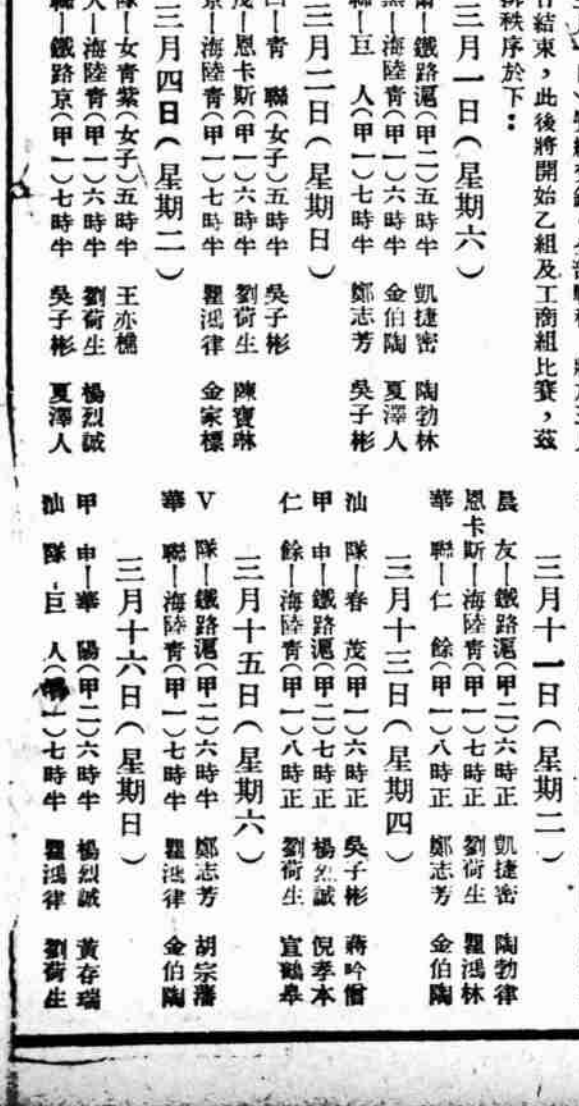 行結束，此後將開始乙組及工商組比賽，茲
排秩序於下：
三月一日（星期六）
鐵路滬（甲二）五時半　凱捷密　陶勃林
海陸青（甲一）六時半　金伯陶　夏澤人
聯—巨　人（甲一）七時半　鄭志芳　吳子彬
三月二日（星期日）
青　聯（女子）五時半　吳子彬
恩卡斯（甲一）六時半　劉荷生　陳寶琳
海陸青（甲一）七時半　瞿鴻律　金家標
三月四日（星期二）
隊—女青紫（女子）五時半　王亦樵
人—海陸青（甲一）六時半　劉荷生　楊烈誠
聯—鐵路京（甲一）七時半　吳子彬　夏澤人
三月十一日（星期二）
晨　友—鐵路滬（甲二）六時正　凱捷密　陶勃律
恩卡斯—海陸青（甲一）七時正　劉荷生　瞿鴻林
華　聯—仁　餘（甲一）八時正　鄭志芳　金伯陶
三月十三日（星期四）
汕　隊—春　茂（甲一）六時正　吳子彬　蔣吟僧
甲　申—鐵路滬（甲二）七時正　楊烈誠　倪孝本
仁　餘—海陸青（甲一）八時正　劉荷生　宣鶴皋
三月十五日（星期六）
V　隊—鐵路滬（甲二）六時半　鄭志芳　胡宗藩
華　聯—海陸青（甲一）七時半　瞿鴻律　金伯陶
三月十六日（星期日）
甲　申—華　陽（甲二）六時半　楊烈誠　黃存瑞
汕　隊-巨　人（甲一）七時半　瞿鴻律　劉荷生